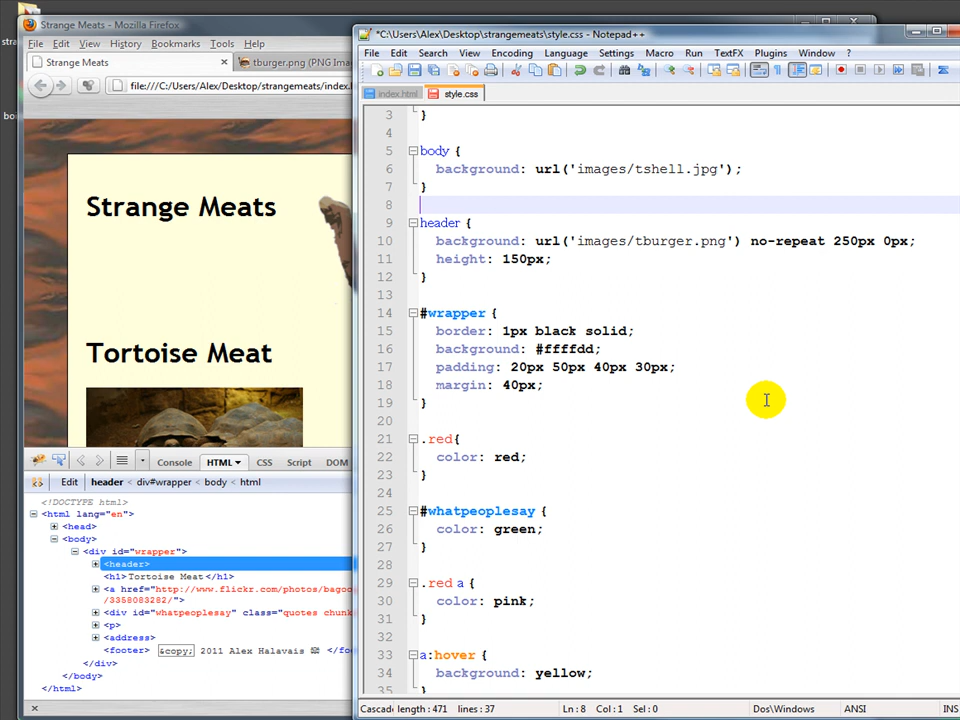 Strange Meats - Mozilla Firefox
File Edit View History Bookmarks Tools Help
Strange Meats
tburger.png (PNG Ima
file:///C:/Users/Alex/Desktop/strangemeats/index.
Strange Meats
Tortoise Meat
Console HTML CSS Script DOM
Edit header < div#wrapper < body < html
<!DOCTYPE html>
<html lang="en">
<head>
<body>
<div id="wrapper">
<header>
<h1>Tortoise Meat</h1>
<a href="http://www.flickr.com/photos/bagoc
/3358083282/">
<div id="whatpeoplesay" class="quotes chunk
<p>
<address>
<footer> &copy; 2011 Alex Halavais </fo
</div>
</body>
</html>
*C:\Users\Alex\Desktop\strangemeats\style.css - Notepad++
File Edit Search View Encoding Language Settings Macro Run TextFX Plugins Window ?
index.html style.css
3 }
4
5 body {
6 background: url('images/tshell.jpg');
7 }
8
9 header {
10 background: url('images/tburger.png') no-repeat 250px 0px;
11 height: 150px;
12 }
13
14 #wrapper {
15 border: 1px black solid;
16 background: #ffffdd;
17 padding: 20px 50px 40px 30px;
18 margin: 40px;
19 }
20
21 .red{
22 color: red;
23 }
24
25 #whatpeoplesay {
26 color: green;
27 }
28
29 .red a {
30 color: pink;
31 }
32
33 a:hover {
34 background: yellow;
35 }
Cascad length : 471 lines : 37 Ln : 8 Col : 1 Sel : 0 Dos\Windows ANSI INS